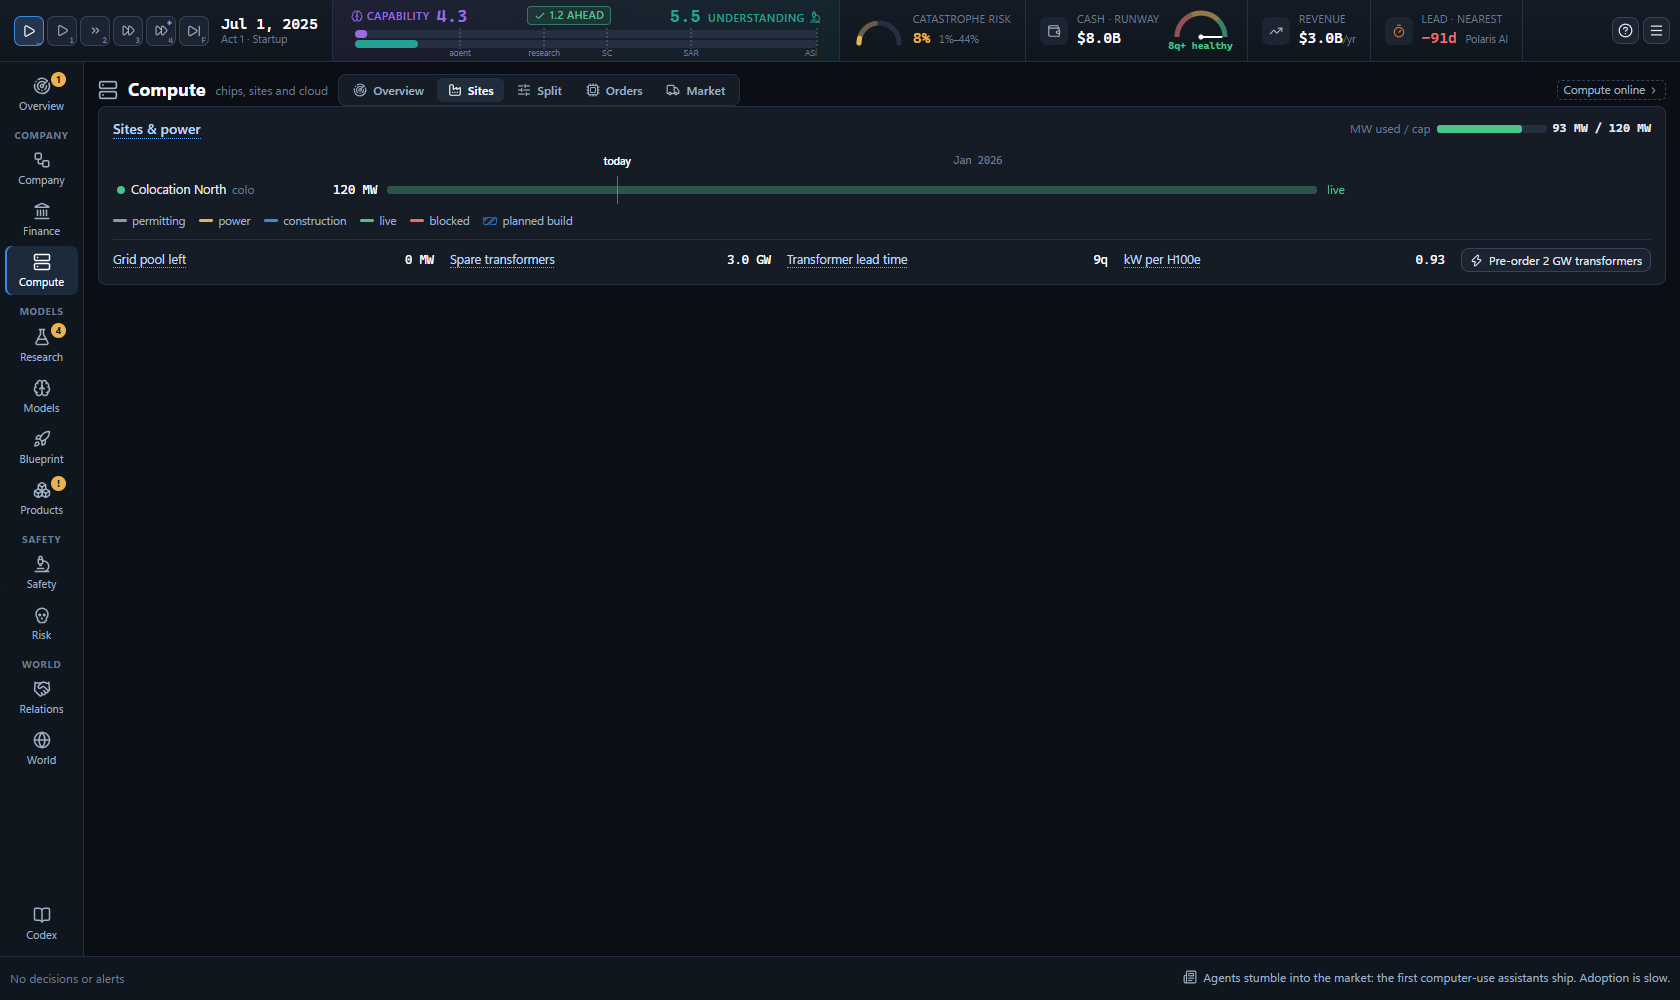 1
2
3
4
F
Jul 1, 2025
Act 1 · Startup
CAPABILITY 4.3
1.2 AHEAD
5.5 UNDERSTANDING
agent
research
SC
SAR
ASI
CATASTROPHE RISK
8% 1%–44%
CASH · RUNWAY
$8.0B
8q+ healthy
REVENUE
$3.0B/yr
LEAD · NEAREST
−91d Polaris AI
1
Overview
COMPANY
Company
Finance
Compute
MODELS
4
Research
Models
Blueprint
!
Products
SAFETY
Safety
Risk
WORLD
Relations
World
Codex
Compute chips, sites and cloud
Overview
Sites
Split
Orders
Market
Compute online ›
Sites & power
MW used / cap 93 MW / 120 MW
today
Jan 2026
Colocation North colo 120 MW live
permitting power construction live blocked planned build
Grid pool left 0 MW Spare transformers 3.0 GW Transformer lead time 9q kW per H100e 0.93 Pre-order 2 GW transformers
No decisions or alerts
Agents stumble into the market: the first computer-use assistants ship. Adoption is slow.